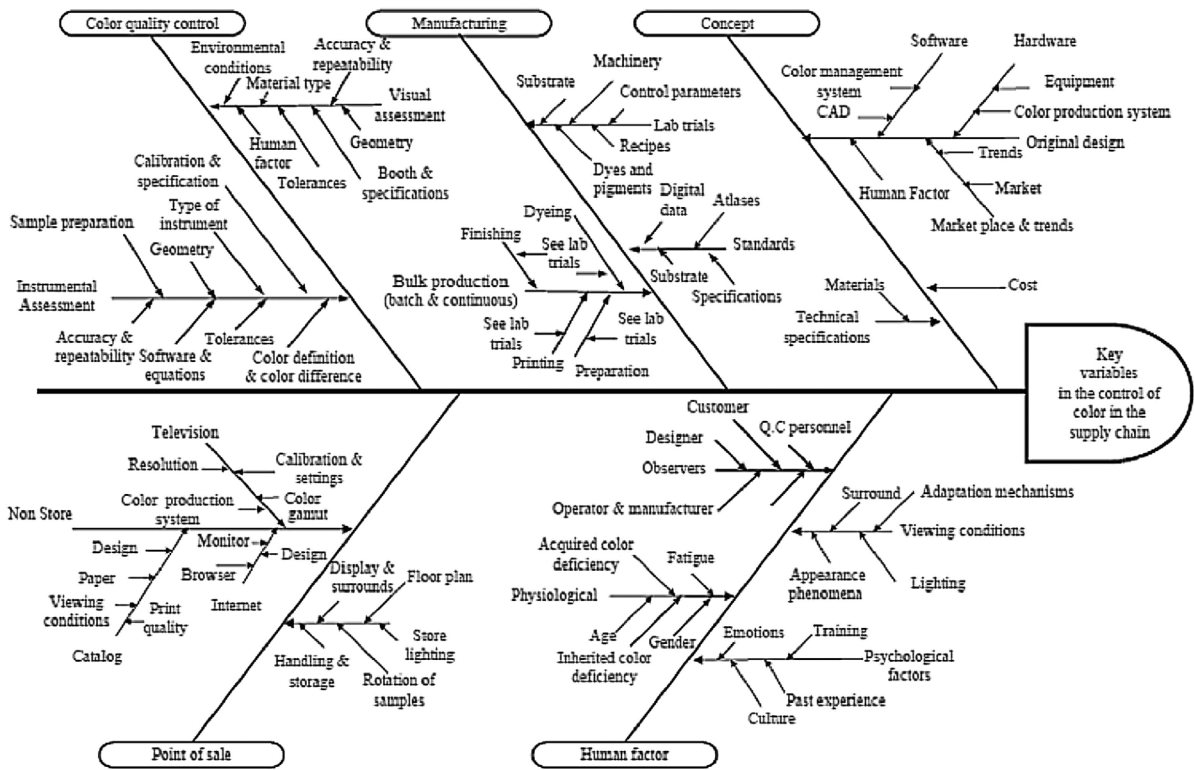 Color quality control
Manufacturing
Concept
Environmental
conditions
Accuracy &
repeatability
Material type
Visual
assessment
Human
factor
Geometry
Tolerances
Booth &
specifications
Calibration &
specification
Type of
instrument
Sample preparation
Geometry
Instrumental
Assessment
Accuracy &
repeatability
Software &
equations
Tolerances
Color definition
& color difference
Machinery
Substrate
Control parameters
Lab trials
Recipes
Dyes and
pigments
Digital
data
Atlases
Standards
Substrate
Specifications
Dyeing
Finishing
See lab
trials
Bulk production
(batch & continuous)
See lab
trials
Printing
See lab
trials
Preparation
Software
Hardware
Color management
system
CAD
Equipment
Color production system
Original design
Trends
Human Factor
Market
Market place & trends
Materials
Cost
Technical
specifications
Key
variables
in the control of
color in the
supply chain
Television
Resolution
Calibration &
settings
Color production
system
Color
gamut
Non Store
Design
Monitor
Design
Paper
Browser
Viewing
conditions
Print
quality
Internet
Catalog
Display &
surrounds
Floor plan
Store
lighting
Handling &
storage
Rotation of
samples
Customer
Designer
Q.C personnel
Observers
Operator & manufacturer
Surround
Adaptation mechanisms
Viewing conditions
Appearance
phenomena
Lighting
Acquired color
deficiency
Fatigue
Physiological
Age
Gender
Inherited color
deficiency
Emotions
Training
Psychological
factors
Past experience
Culture
Point of sale
Human factor